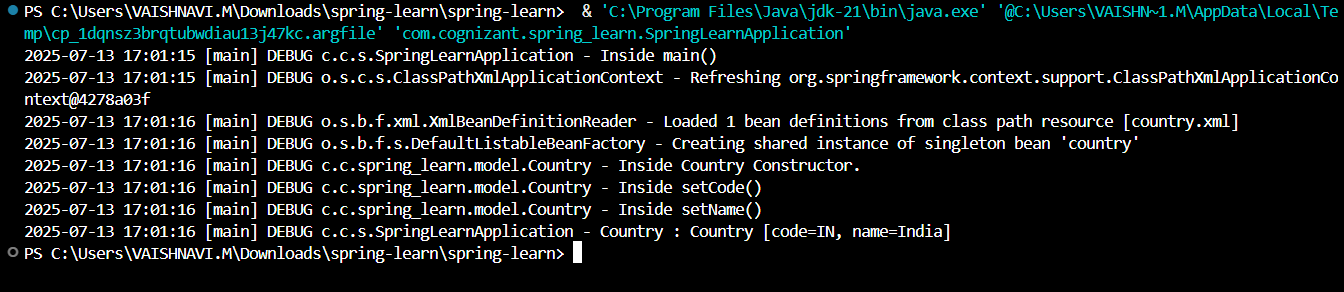 PS C:\Users\VAISHNAVI.M\Downloads\spring-learn\spring-learn>  & 'C:\Program Files\Java\jdk-21\bin\java.exe' '@C:\Users\VAISHN~1.M\AppData\Local\Te
mp\cp_1dqnsz3brqtubwdiau13j47kc.argfile' 'com.cognizant.spring_learn.SpringLearnApplication'
2025-07-13 17:01:15 [main] DEBUG c.c.s.SpringLearnApplication - Inside main()
2025-07-13 17:01:15 [main] DEBUG o.s.c.s.ClassPathXmlApplicationContext - Refreshing org.springframework.context.support.ClassPathXmlApplicationCo
ntext@4278a03f
2025-07-13 17:01:16 [main] DEBUG o.s.b.f.xml.XmlBeanDefinitionReader - Loaded 1 bean definitions from class path resource [country.xml]
2025-07-13 17:01:16 [main] DEBUG o.s.b.f.s.DefaultListableBeanFactory - Creating shared instance of singleton bean 'country'
2025-07-13 17:01:16 [main] DEBUG c.c.spring_learn.model.Country - Inside Country Constructor.
2025-07-13 17:01:16 [main] DEBUG c.c.spring_learn.model.Country - Inside setCode()
2025-07-13 17:01:16 [main] DEBUG c.c.spring_learn.model.Country - Inside setName()
2025-07-13 17:01:16 [main] DEBUG c.c.s.SpringLearnApplication - Country : Country [code=IN, name=India]
PS C:\Users\VAISHNAVI.M\Downloads\spring-learn\spring-learn>